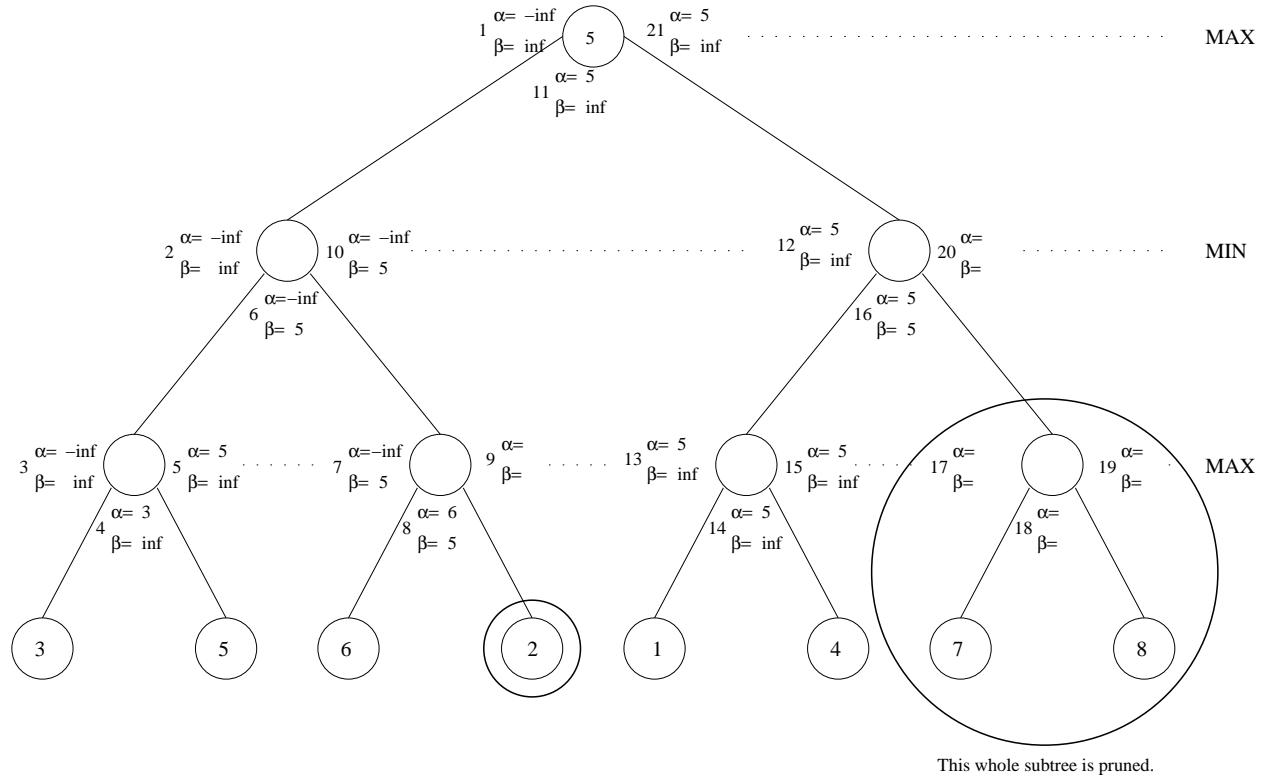 1 α= −inf
β= inf
5
21 α= 5
β= inf
MAX
11 α= 5
β= inf
2 α= −inf
β= inf
10 α= −inf
β= 5
12 α= 5
β= inf
20 α=
β=
MIN
6 α=−inf
β= 5
16 α= 5
β= 5
3 α= −inf
β= inf
5 α= 5
β= inf
7 α=−inf
β= 5
9 α=
β=
13 α= 5
β= inf
15 α= 5
β= inf
17 α=
β=
19 α=
β=
MAX
4 α= 3
β= inf
8 α= 6
β= 5
14 α= 5
β= inf
18 α=
β=
3 5 6 2 1 4 7 8
This whole subtree is pruned.